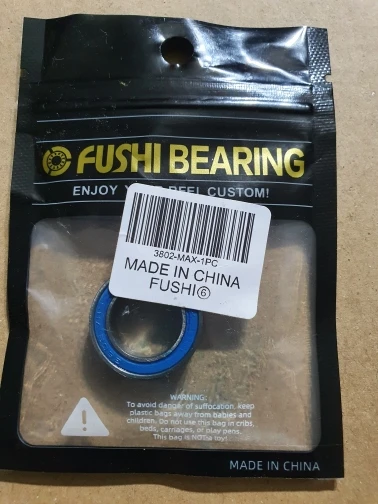 FUSHI BEARING
ENJOY REEL CUSTOM!
3802-MAX-1PC
MADE IN CHINA
FUSHI⑥
WARNING:
To avoid danger of suffocation, keep
plastic bags away from babies and
children. Do not use this bag in cribs,
beds, carriages, or play pens.
This bag is NOT a toy!
MADE IN CHINA